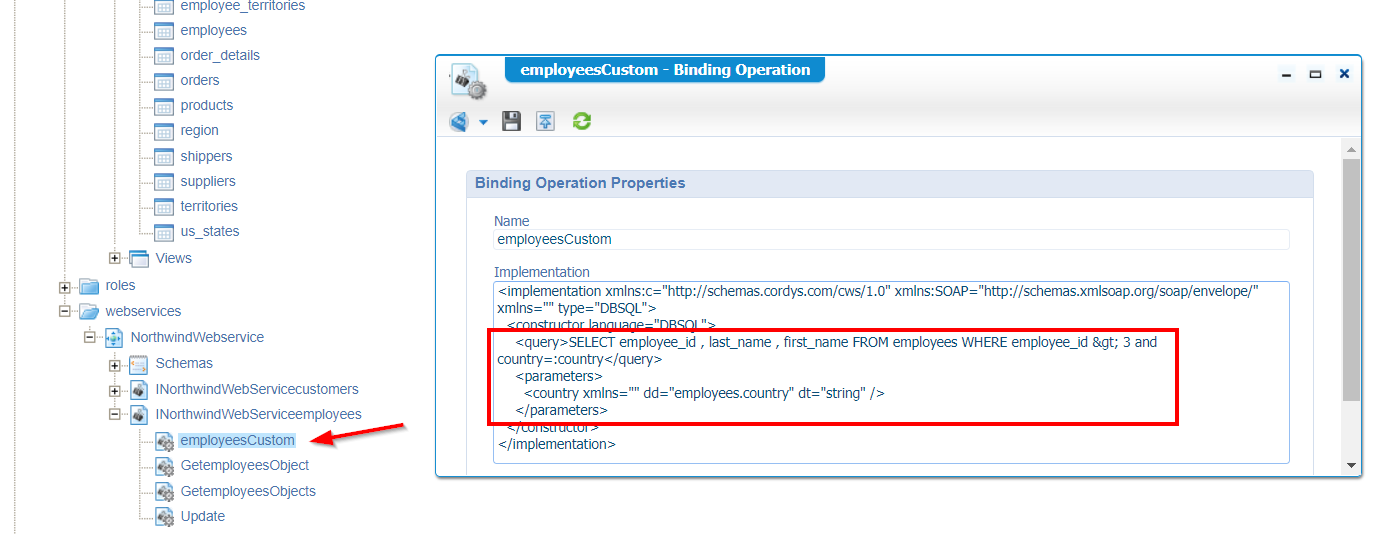 employee_territories
employees
order_details
orders
products
region
shippers
suppliers
territories
us_states
Views
roles
webservices
NorthwindWebservice
Schemas
INorthwindWebServicecustomers
INorthwindWebServiceemployees
employeesCustom
GetemployeesObject
GetemployeesObjects
Update
employeesCustom - Binding Operation
Binding Operation Properties
Name
employeesCustom
Implementation
<implementation xmlns:c="http://schemas.cordys.com/cws/1.0" xmlns:SOAP="http://schemas.xmlsoap.org/soap/envelope/"
xmlns="" type="DBSQL">
<constructor language="DBSQL">
<query>SELECT employee_id , last_name , first_name FROM employees WHERE employee_id &gt; 3 and
country=:country</query>
<parameters>
<country xmlns="" dd="employees.country" dt="string" />
</parameters>
</constructor>
</implementation>